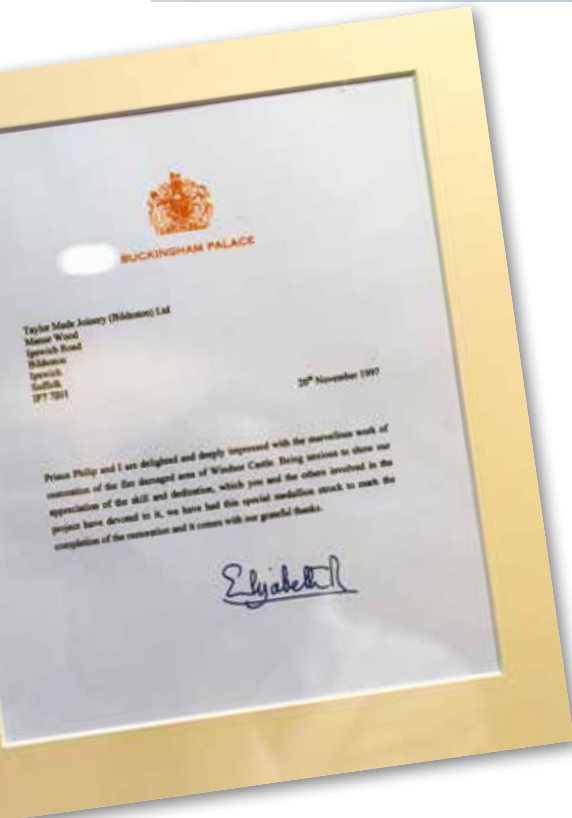 BUCKINGHAM PALACE
Taylor Made Joinery (Bildeston) Ltd
Manor Wood
Ipswich Road
Bildeston
Ipswich
Suffolk
IP7 7BH
20th November 1997
Prince Philip and I are delighted and deeply impressed with the marvellous work of
restoration of the fire damaged area of Windsor Castle. Being anxious to show our
appreciation of the skill and dedication, which you and the others involved in the
project have devoted to it, we have had this special medallion struck to mark the
completion of the restoration and it comes with our grateful thanks.
Elizabeth R